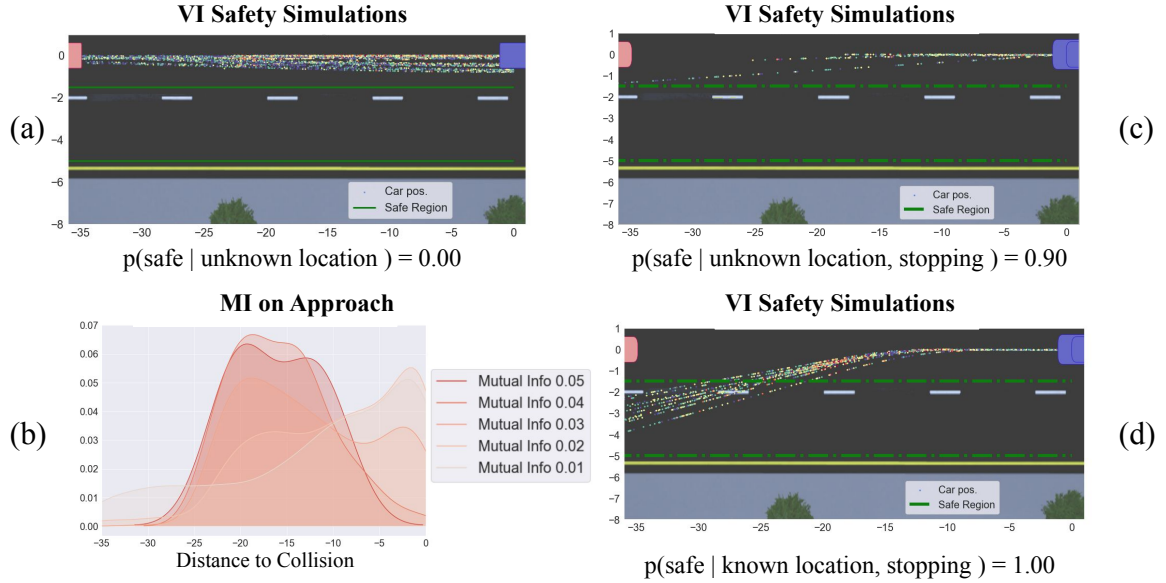 VI Safety Simulations
0
−2
−4
−5
−6
−8
−35
−30
−25
−20
−15
−10
−5
0
Car pos.
Safe Region
(a)
p(safe | unknown location ) = 0.00
VI Safety Simulations
1
0
−1
−2
−3
−4
−5
−6
−7
−8
−35
−30
−25
−20
−15
−10
−5
0
Car pos.
Safe Region
(c)
p(safe | unknown location, stopping ) = 0.90
MI on Approach
0.07
0.06
0.05
0.04
0.03
0.02
0.01
0.00
−35
−30
−25
−20
−15
−10
−5
0
Distance to Collision
Mutual Info 0.05
Mutual Info 0.04
Mutual Info 0.03
Mutual Info 0.02
Mutual Info 0.01
(b)
VI Safety Simulations
1
0
−1
−2
−3
−4
−5
−6
−7
−8
−35
−30
−25
−20
−15
−10
−5
0
Car pos.
Safe Region
(d)
p(safe | known location, stopping ) = 1.00